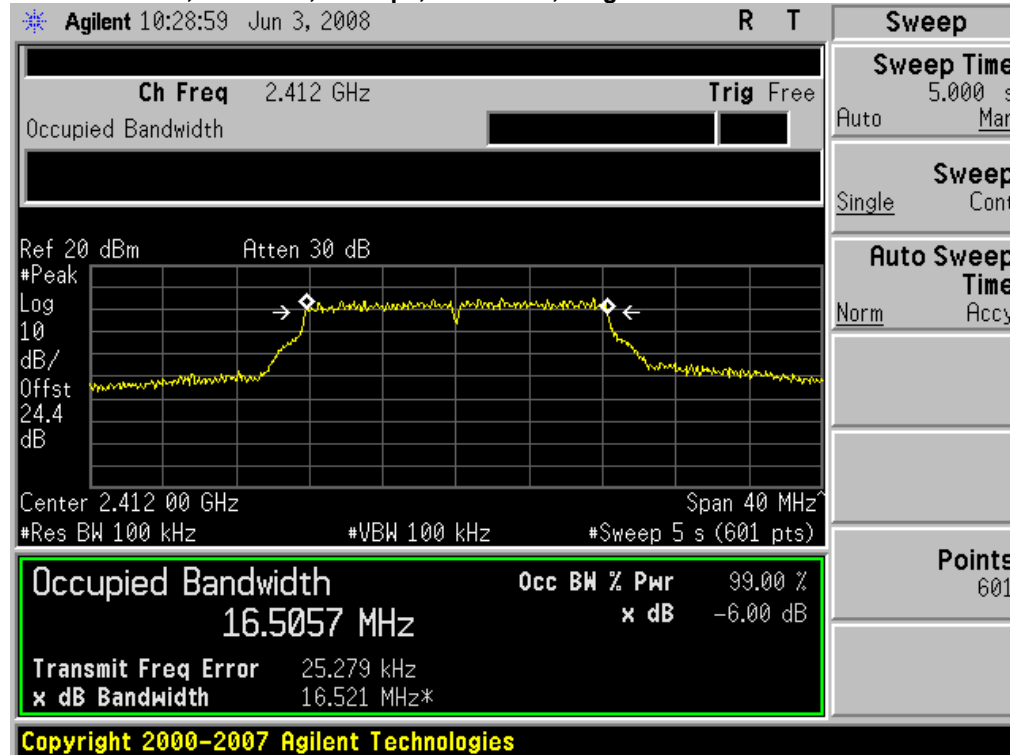 Agilent 10:28:59 Jun 3, 2008 R T
Ch Freq 2.412 GHz Trig Free
Occupied Bandwidth
Ref 20 dBm Atten 30 dB
#Peak
Log
10
dB/
Offst
24.4
dB
Center 2.412 00 GHz Span 40 MHz^
#Res BW 100 kHz #VBW 100 kHz #Sweep 5 s (601 pts)
Occupied Bandwidth Occ BW % Pwr 99.00 %
16.5057 MHz x dB -6.00 dB
Transmit Freq Error 25.279 kHz
x dB Bandwidth 16.521 MHz*
Copyright 2000-2007 Agilent Technologies
Sweep
Sweep Time
5.000 s
Auto Man
Sweep
Single Cont
Auto Sweep
Time
Norm Accy
Points
601